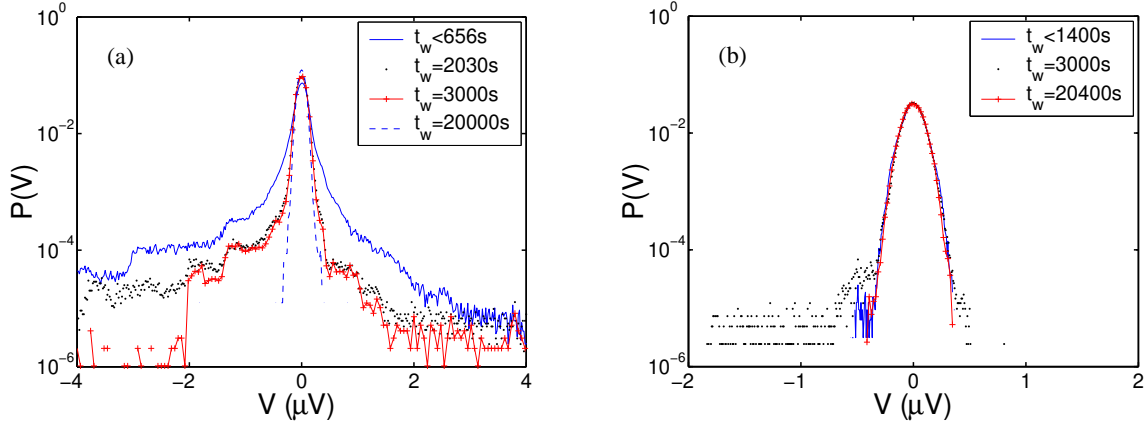 (a)
t_w<656s
t_w=2030s
t_w=3000s
t_w=20000s
10^0
10^-2
10^-4
10^-6
P(V)
−4 −2 0 2 4
V (μV)
(b)
t_w<1400s
t_w=3000s
t_w=20400s
10^0
10^-2
10^-4
10^-6
P(V)
−2 −1 0 1 2
V (μV)